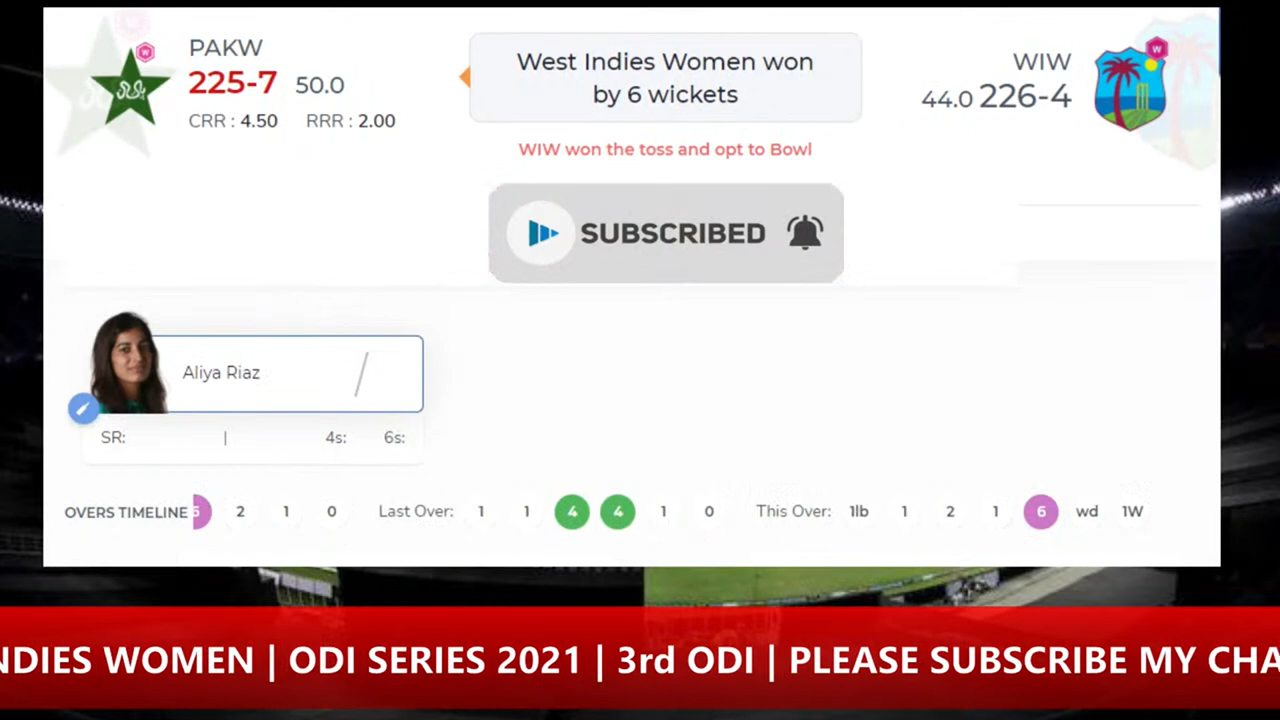 PAKW
225-7 50.0
CRR : 4.50 RRR : 2.00
West Indies Women won
by 6 wickets
WIW won the toss and opt to Bowl
WIW
44.0 226-4
W
W
SUBSCRIBED
Aliya Riaz /
SR: | 4s: 6s:
OVERS TIMELINE 6 2 1 0 Last Over: 1 1 4 4 1 0 This Over: 1lb 1 2 1 6 wd 1W
NDIES WOMEN | ODI SERIES 2021 | 3rd ODI | PLEASE SUBSCRIBE MY CHA